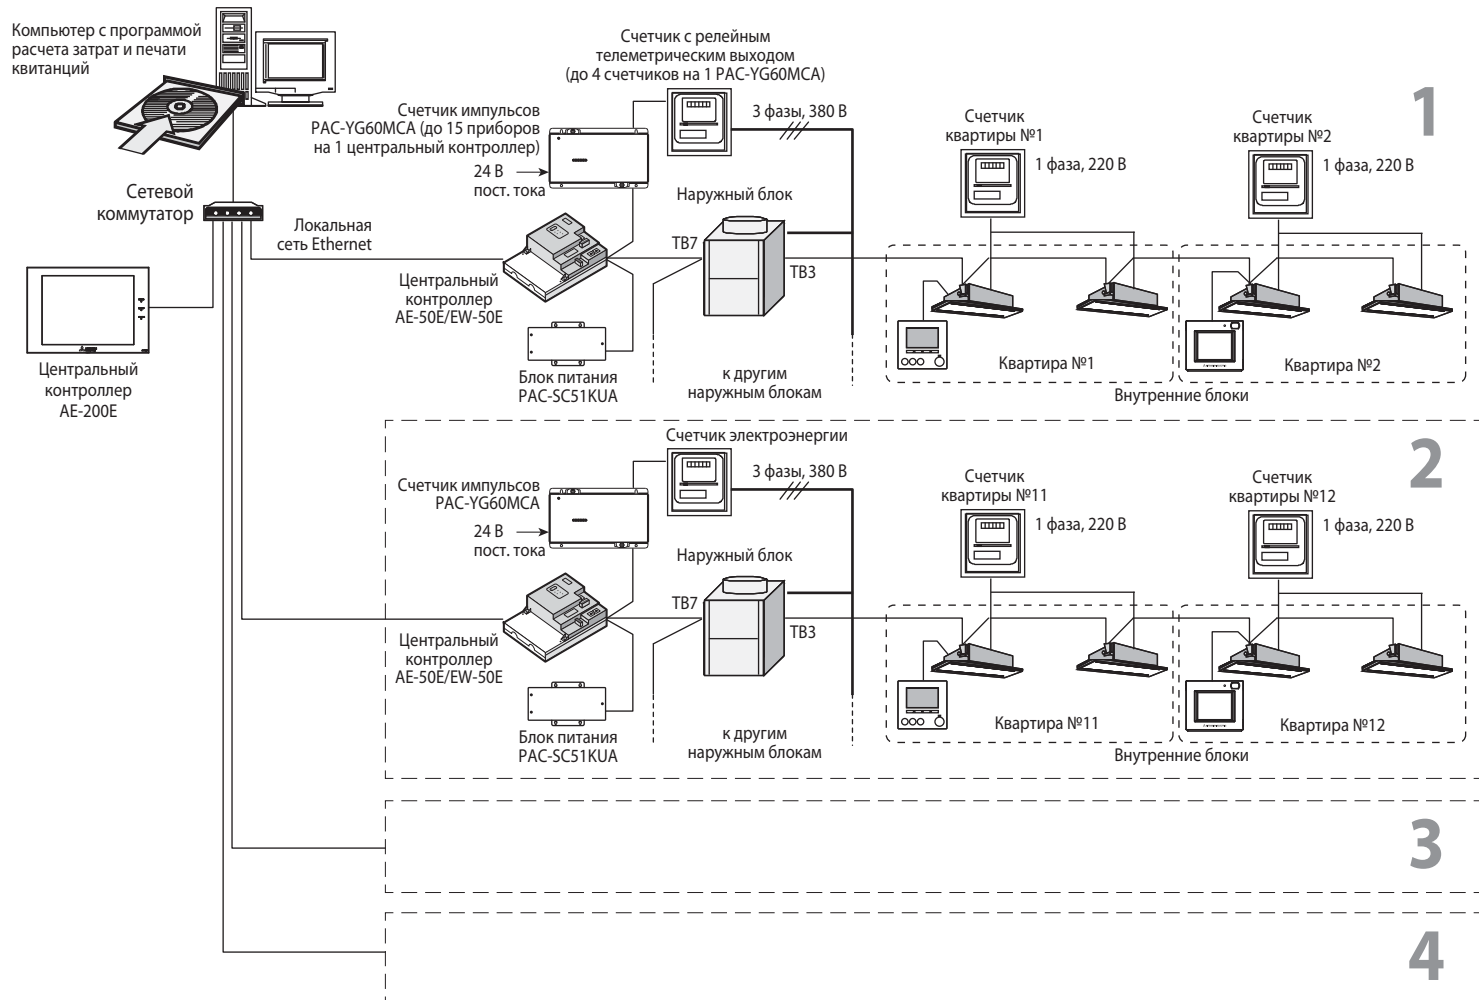 Компьютер с программой
расчета затрат и печати
квитанций
Сетевой
коммутатор
Локальная
сеть Ethernet
Центральный
контроллер
AE-200E
Счетчик с релейным
телеметрическим выходом
(до 4 счетчиков на 1 PAC-YG60MCA)
Счетчик импульсов
PAC-YG60MCA (до 15 приборов
на 1 центральный контроллер)
24 В
пост. тока
3 фазы, 380 В
Наружный блок
TB7
TB3
Центральный
контроллер
AE-50E/EW-50E
Блок питания
PAC-SC51KUA
к другим
наружным блокам
Счетчик
квартиры №1
1 фаза, 220 В
Счетчик
квартиры №2
1 фаза, 220 В
Квартира №1
Квартира №2
Внутренние блоки
1
Счетчик электроэнергии
Счетчик импульсов
PAC-YG60MCA
24 В
пост. тока
3 фазы, 380 В
Наружный блок
TB7
TB3
Центральный
контроллер
AE-50E/EW-50E
Блок питания
PAC-SC51KUA
к другим
наружным блокам
Счетчик
квартиры №11
1 фаза, 220 В
Счетчик
квартиры №12
1 фаза, 220 В
Квартира №11
Квартира №12
Внутренние блоки
2
3
4